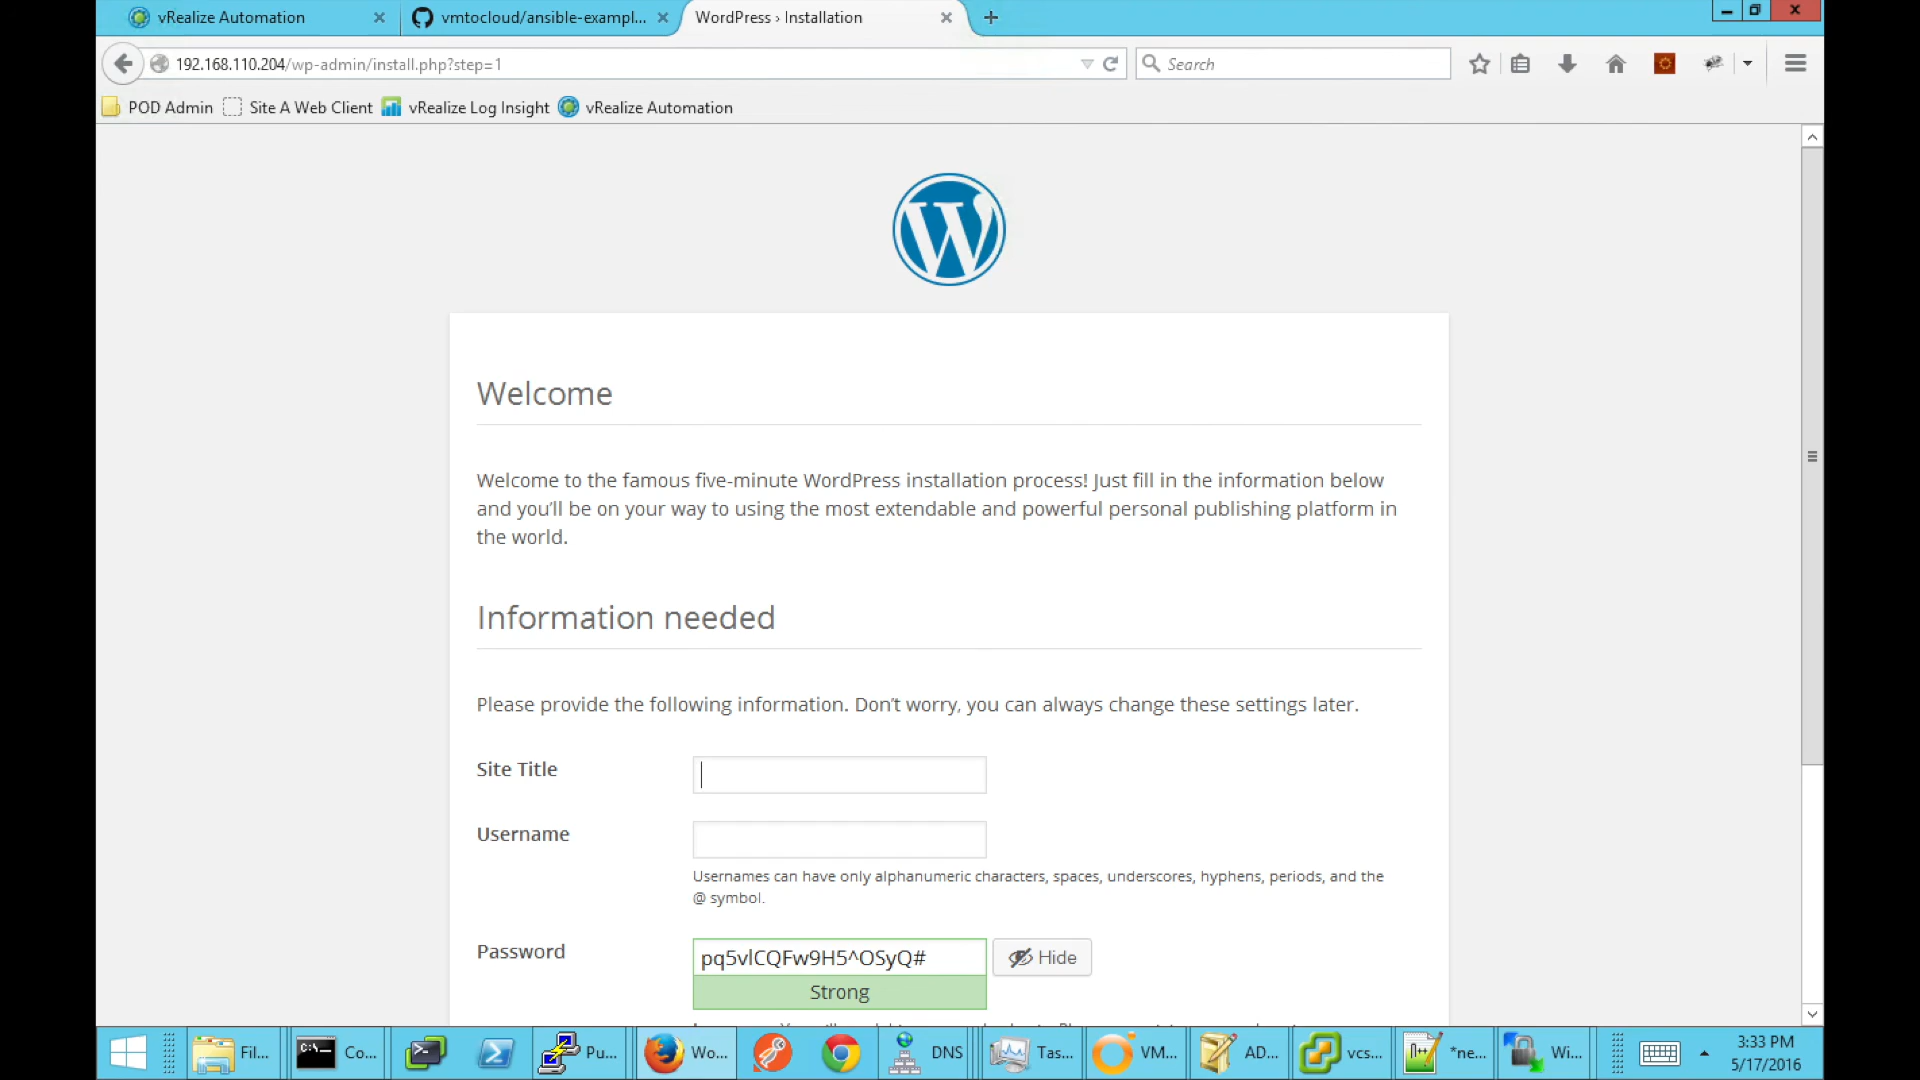 vRealize Automation
vmtocloud/ansible-exampl...
WordPress › Installation
192.168.110.204/wp-admin/install.php?step=1
Search
POD Admin
Site A Web Client
vRealize Log Insight
vRealize Automation
Welcome
Welcome to the famous five-minute WordPress installation process! Just fill in the information below
and you'll be on your way to using the most extendable and powerful personal publishing platform in
the world.
Information needed
Please provide the following information. Don't worry, you can always change these settings later.
Site Title
Username
Usernames can have only alphanumeric characters, spaces, underscores, hyphens, periods, and the
@ symbol.
Password
pq5vlCQFw9H5^OSyQ#
Hide
Strong
Fil...
Co...
Pu...
Wo...
DNS
Tas...
VM...
AD...
vcs...
*ne...
Wi...
3:33 PM
5/17/2016